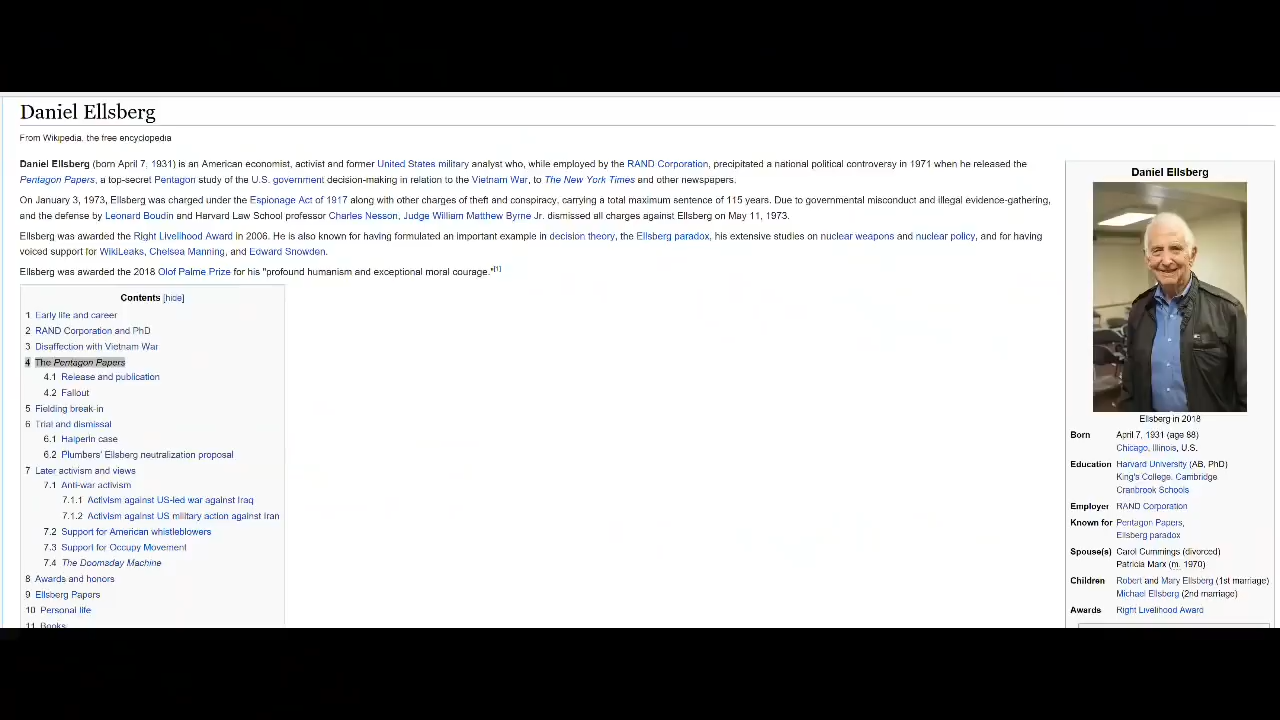 Daniel Ellsberg
From Wikipedia, the free encyclopedia
Daniel Ellsberg (born April 7, 1931) is an American economist, activist and former United States military analyst who, while employed by the RAND Corporation, precipitated a national political controversy in 1971 when he released the
Pentagon Papers, a top-secret Pentagon study of the U.S. government decision-making in relation to the Vietnam War, to The New York Times and other newspapers.
On January 3, 1973, Ellsberg was charged under the Espionage Act of 1917 along with other charges of theft and conspiracy, carrying a total maximum sentence of 115 years. Due to governmental misconduct and illegal evidence-gathering,
and the defense by Leonard Boudin and Harvard Law School professor Charles Nesson, Judge William Matthew Byrne Jr. dismissed all charges against Ellsberg on May 11, 1973.
Ellsberg was awarded the Right Livelihood Award in 2006. He is also known for having formulated an important example in decision theory, the Ellsberg paradox, his extensive studies on nuclear weapons and nuclear policy, and for having
voiced support for WikiLeaks, Chelsea Manning, and Edward Snowden.
Ellsberg was awarded the 2018 Olof Palme Prize for his "profound humanism and exceptional moral courage."[1]
Contents [hide]
1 Early life and career
2 RAND Corporation and PhD
3 Disaffection with Vietnam War
4 The Pentagon Papers
4.1 Release and publication
4.2 Fallout
5 Fielding break-in
6 Trial and dismissal
6.1 Halperin case
6.2 Plumbers' Ellsberg neutralization proposal
7 Later activism and views
7.1 Anti-war activism
7.1.1 Activism against US-led war against Iraq
7.1.2 Activism against US military action against Iran
7.2 Support for American whistleblowers
7.3 Support for Occupy Movement
7.4 The Doomsday Machine
8 Awards and honors
9 Ellsberg Papers
10 Personal life
11 Books
Daniel Ellsberg
Ellsberg in 2018
Born April 7, 1931 (age 88)
Chicago, Illinois, U.S.
Education Harvard University (AB, PhD)
King's College, Cambridge
Cranbrook Schools
Employer RAND Corporation
Known for Pentagon Papers,
Ellsberg paradox
Spouse(s) Carol Cummings (divorced)
Patricia Marx (m. 1970)
Children Robert and Mary Ellsberg (1st marriage)
Michael Ellsberg (2nd marriage)
Awards Right Livelihood Award